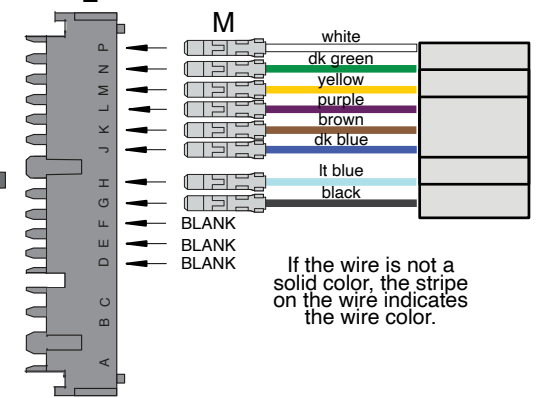 M
P
white
N
dk green
M
yellow
L
purple
K
brown
J
dk blue
H
lt blue
G
black
F
BLANK
E
BLANK
D
BLANK
C
B
A
If the wire is not a
solid color, the stripe
on the wire indicates
the wire color.